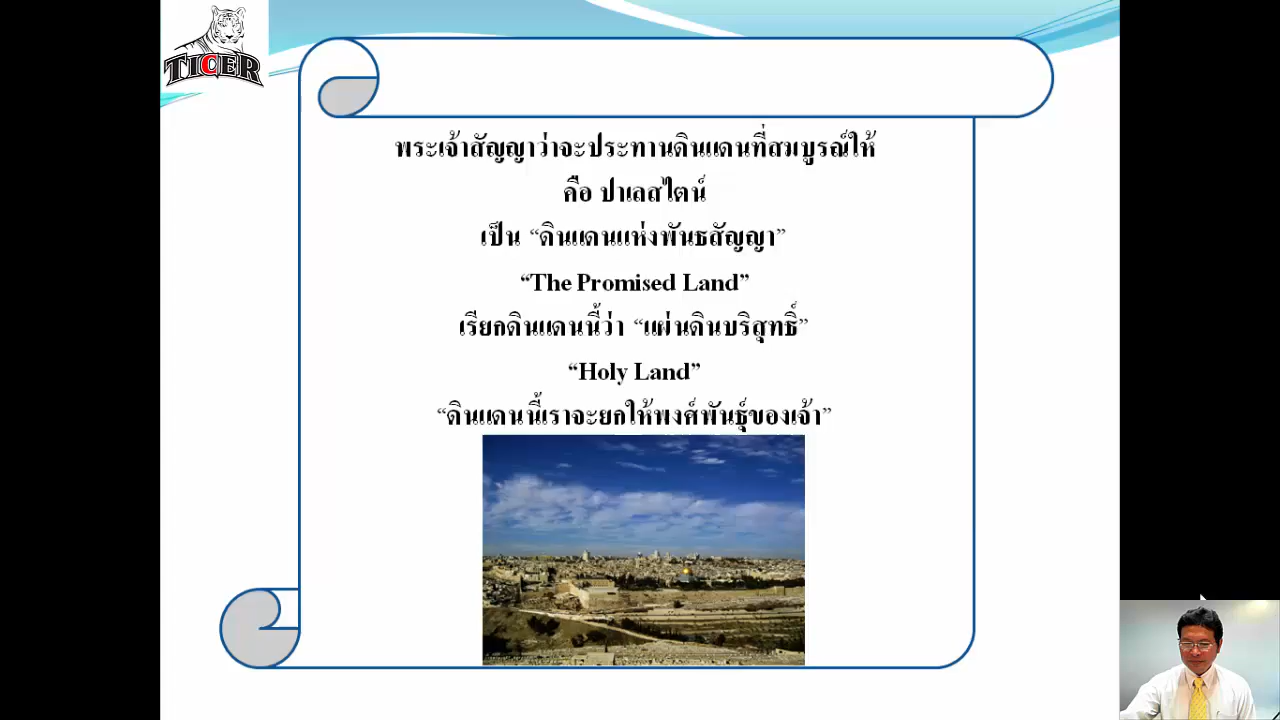 TIGER
พระเจ้าสัญญาว่าจะประทานดินแดนที่สมบูรณ์ให้
คือ ปาเลสไตน์
เป็น “ดินแดนแห่งพันธสัญญา”
“The Promised Land”
เรียกดินแดนนี้ว่า “แผ่นดินบริสุทธิ์”
“Holy Land”
“ดินแดนนี้เราจะยกให้พงศ์พันธุ์ของเจ้า”